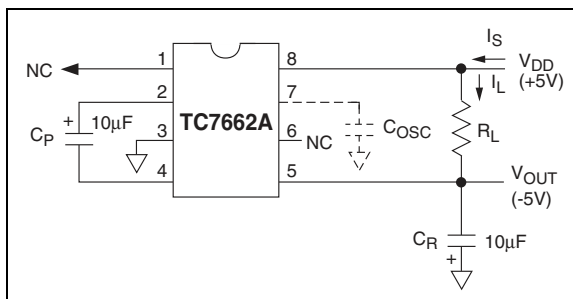 I_S
NC
1
8
V_DD
(+5V)
I_L
2
7
+
C_P
10μF
TC7662A
C_OSC
R_L
3
6
NC
4
5
V_OUT
(-5V)
C_R
10μF
+